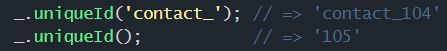 _.uniqueId('contact_'); // => 'contact_104'
_.uniqueId();           // => '105'